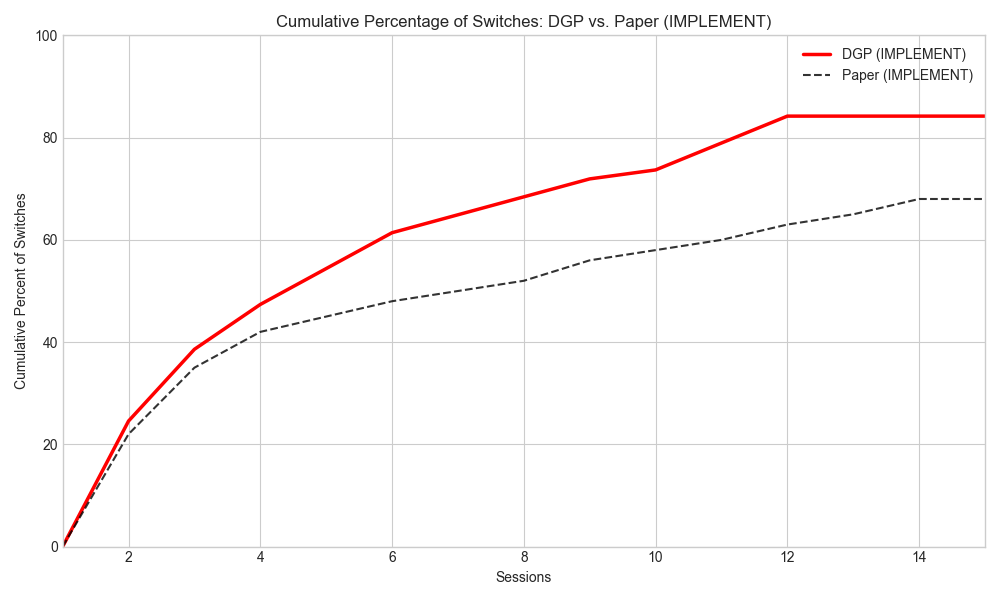 Cumulative Percentage of Switches: DGP vs. Paper (IMPLEMENT)
DGP (IMPLEMENT)
Paper (IMPLEMENT)
Cumulative Percent of Switches
100
80
60
40
20
0
2 4 6 8 10 12 14
Sessions